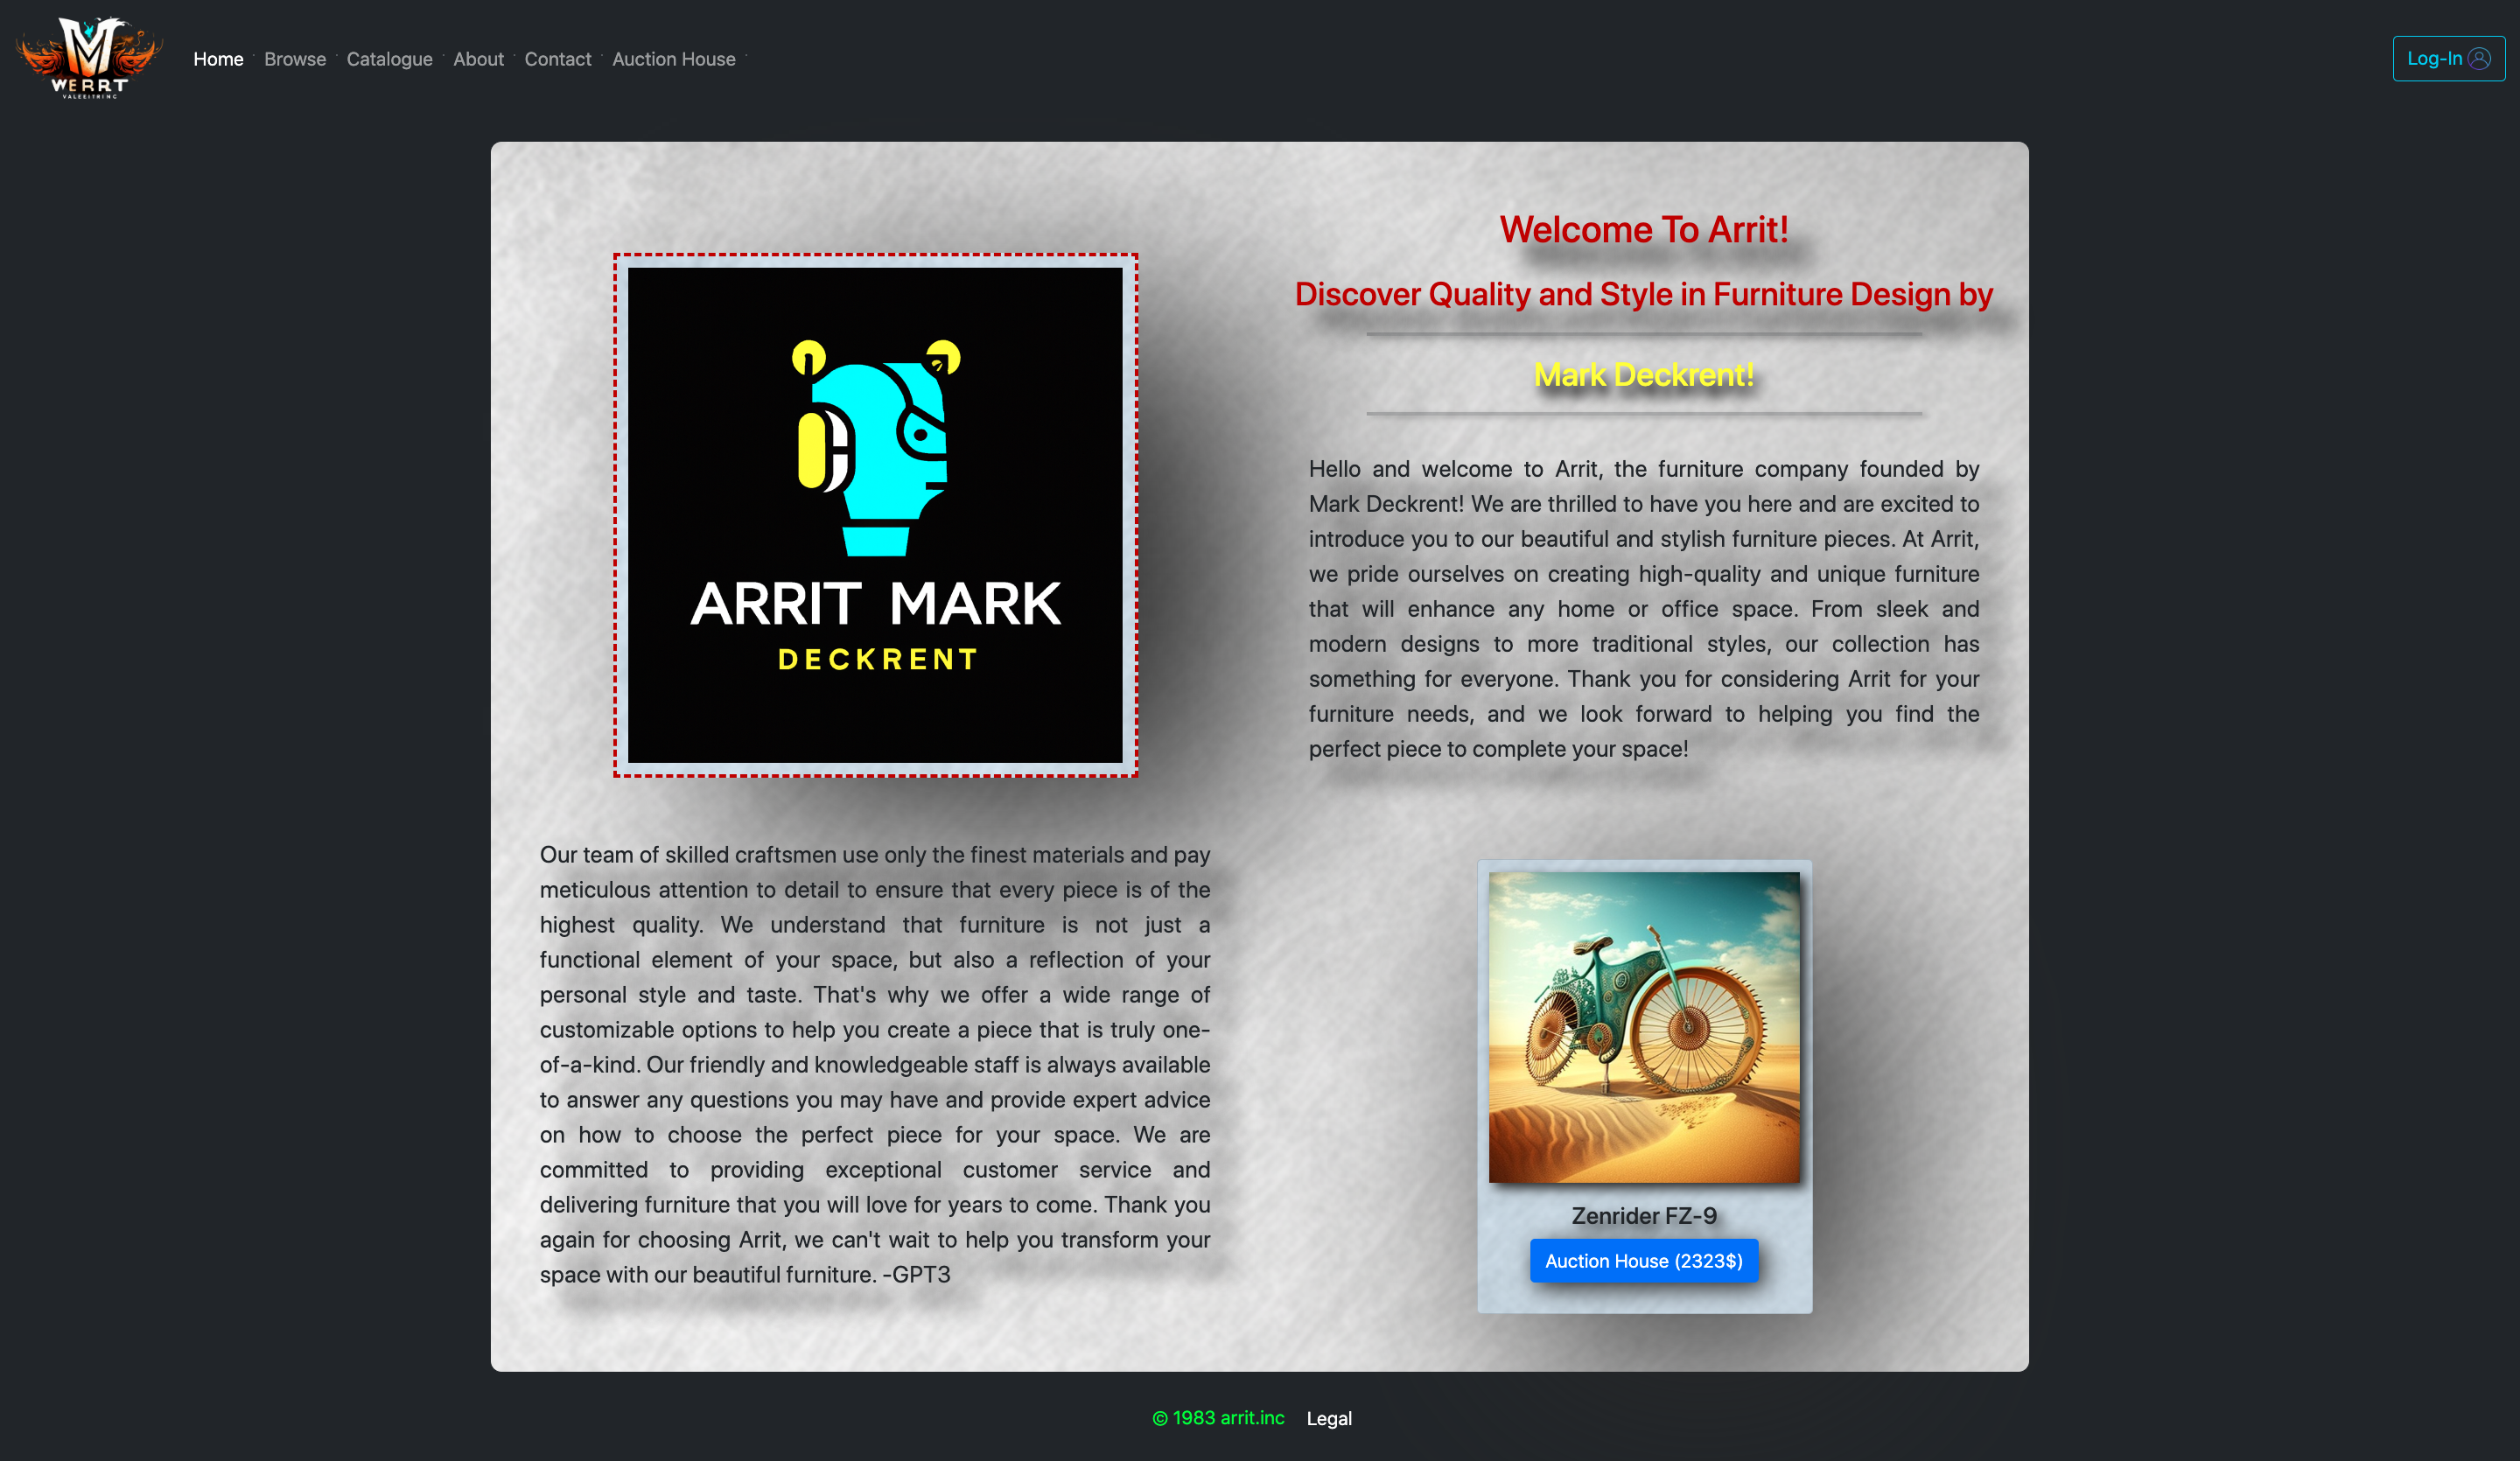 WERRT
VALEEITHING
Home
Browse
Catalogue
About
Contact
Auction House
Log-In
ARRIT MARK
DECKRENT
Welcome To Arrit!
Discover Quality and Style in Furniture Design by
Mark Deckrent!
Hello and welcome to Arrit, the furniture company founded by
Mark Deckrent! We are thrilled to have you here and are excited to
introduce you to our beautiful and stylish furniture pieces. At Arrit,
we pride ourselves on creating high-quality and unique furniture
that will enhance any home or office space. From sleek and
modern designs to more traditional styles, our collection has
something for everyone. Thank you for considering Arrit for your
furniture needs, and we look forward to helping you find the
perfect piece to complete your space!
Our team of skilled craftsmen use only the finest materials and pay
meticulous attention to detail to ensure that every piece is of the
highest quality. We understand that furniture is not just a
functional element of your space, but also a reflection of your
personal style and taste. That's why we offer a wide range of
customizable options to help you create a piece that is truly one-
of-a-kind. Our friendly and knowledgeable staff is always available
to answer any questions you may have and provide expert advice
on how to choose the perfect piece for your space. We are
committed to providing exceptional customer service and
delivering furniture that you will love for years to come. Thank you
again for choosing Arrit, we can't wait to help you transform your
space with our beautiful furniture. -GPT3
Zenrider FZ-9
Auction House (2323$)
© 1983 arrit.inc
Legal